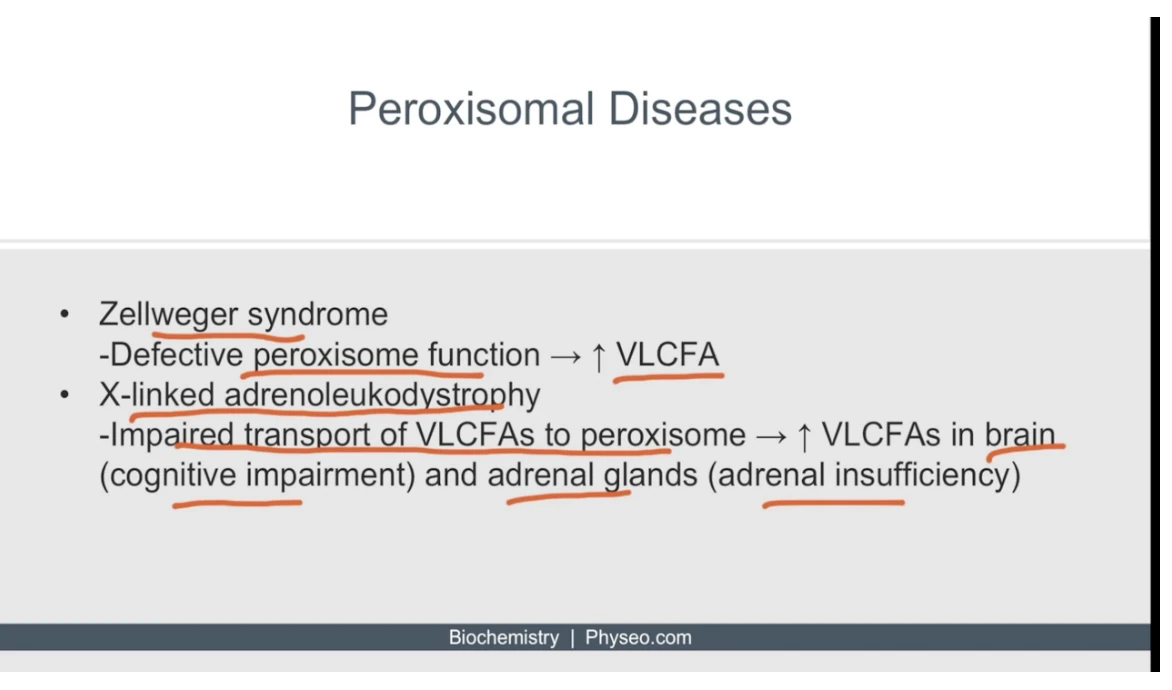 Peroxisomal Diseases
• Zellweger syndrome
-Defective peroxisome function → ↑ VLCFA
• X-linked adrenoleukodystrophy
-Impaired transport of VLCFAs to peroxisome → ↑ VLCFAs in brain
(cognitive impairment) and adrenal glands (adrenal insufficiency)
Biochemistry | Physeo.com